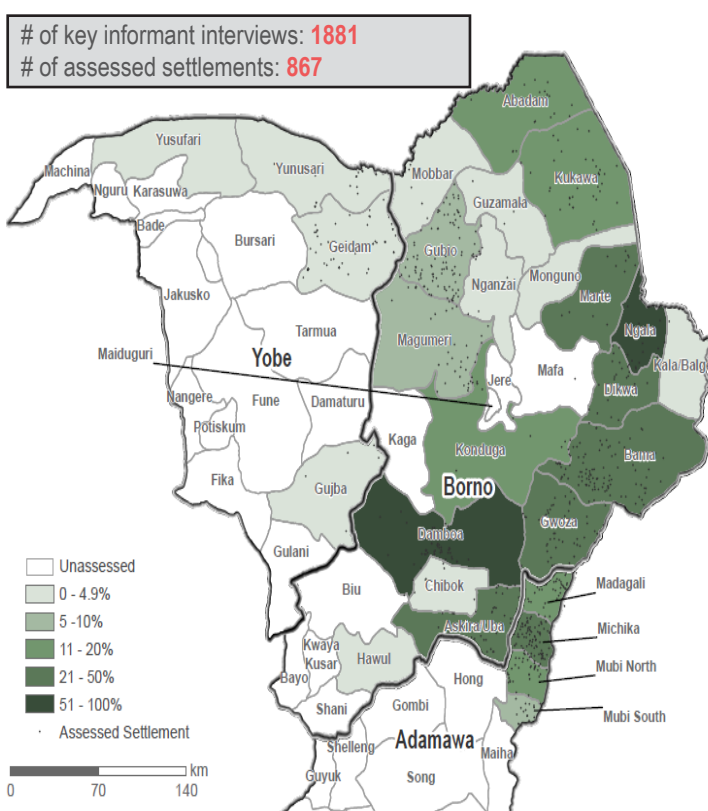 # of key informant interviews: 1881
# of assessed settlements: 867
Abadam
Yusufari
Machina
Yunusari
Mobbar
Kukawa
Nguru
Karasuwa
Guzamala
Bade
Bursari
Geidam
Gubio
Nganzai
Monguno
Jakusko
Marte
Tarmua
Magumeri
Ngala
Maiduguri
Yobe
Jere
Mafa
Kala/Balg
Nangere
Fune
Damaturu
Dikwa
Potiskum
Kaga
Konduga
Bama
Fika
Gujba
Borno
Gwoza
Damboa
Gulani
Unassessed
Biu
Chibok
Madagali
0 - 4.9%
5 -10%
Askira/Uba
Michika
11 - 20%
Kwaya
Kusar
Hawul
Mubi North
21 - 50%
Bayo
Hong
51 - 100%
Shani
Gombi
Mubi South
Assessed Settlement
Shelleng
Adamawa
Maiha
km
Guyuk
Song
0 70 140